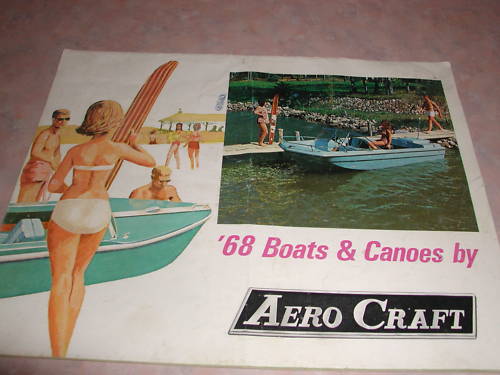 '68 Boats & Canoes by
AERO CRAFT